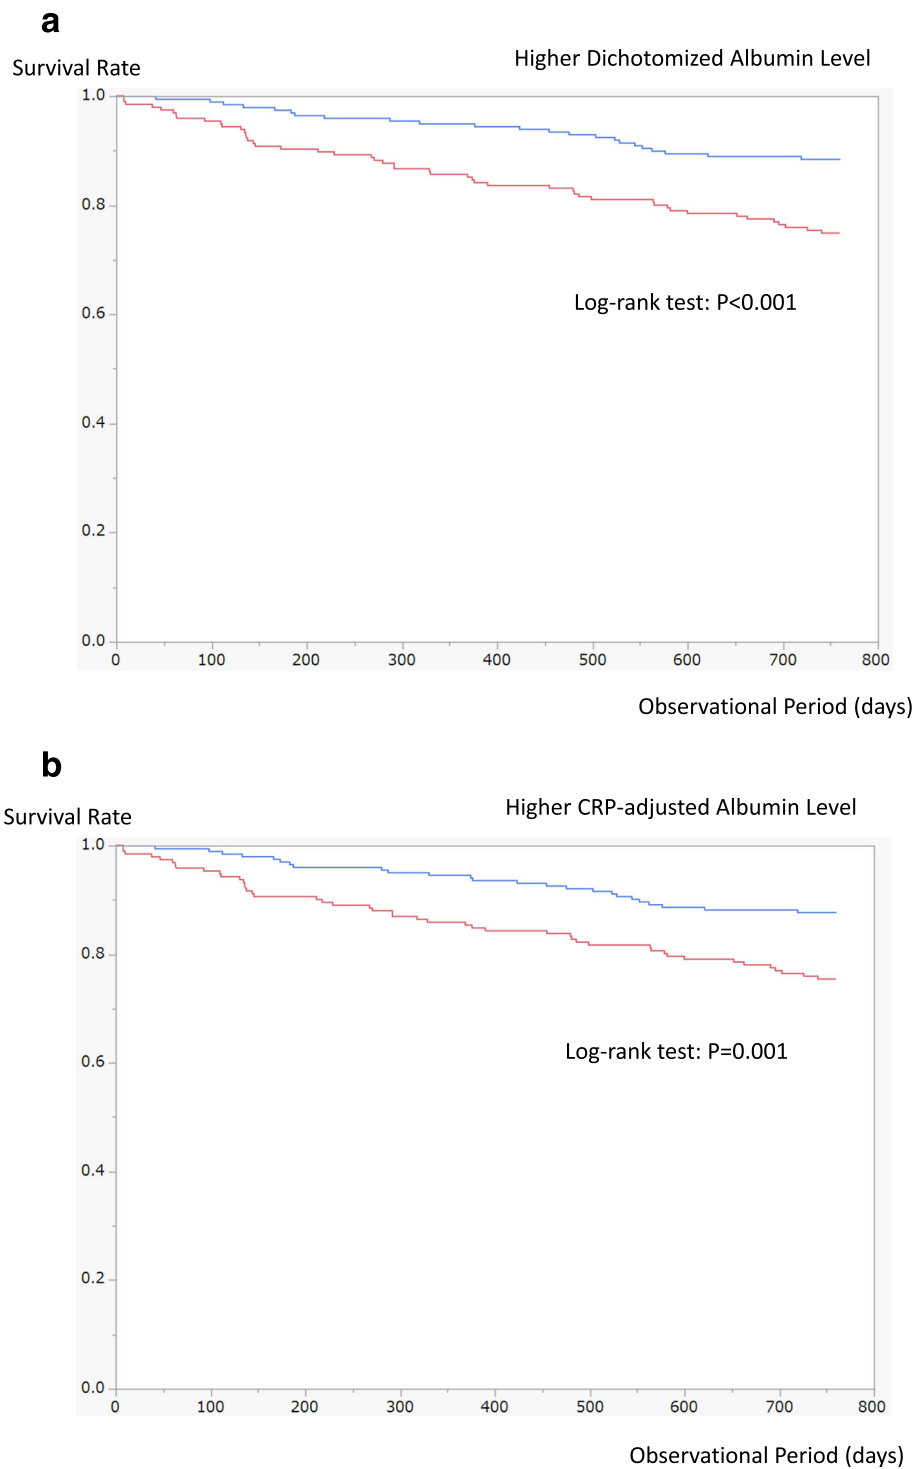 a
Survival Rate
Higher Dichotomized Albumin Level
1.0
0.8
0.6
0.4
0.2
0.0
Log-rank test: P<0.001
0 100 200 300 400 500 600 700 800
Observational Period (days)
b
Survival Rate
Higher CRP-adjusted Albumin Level
1.0
0.8
0.6
0.4
0.2
0.0
Log-rank test: P=0.001
0 100 200 300 400 500 600 700 800
Observational Period (days)